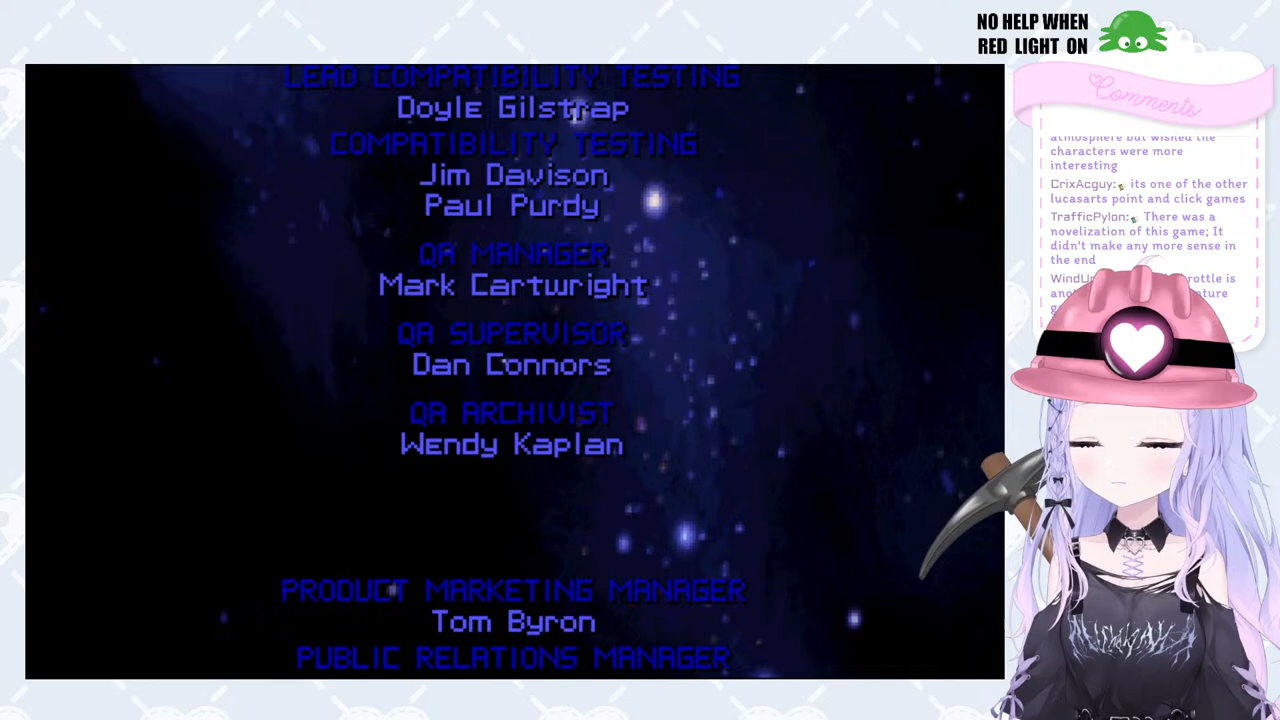 NO HELP WHEN
RED LIGHT ON
LEAD COMPATIBILITY TESTING
Doyle Gilstrap
COMPATIBILITY TESTING
Jim Davison
Paul Purdy
QA MANAGER
Mark Cartwright
QA SUPERVISOR
Dan Connors
QA ARCHIVIST
Wendy Kaplan
PRODUCT MARKETING MANAGER
Tom Byron
PUBLIC RELATIONS MANAGER
Comments
atmosphere but wished the
characters were more
interesting
CrixAcguy: its one of the other
lucasarts point and click games
TrafficPylon: There was a
novelization of this game; It
didn't make any more sense in
the end
is